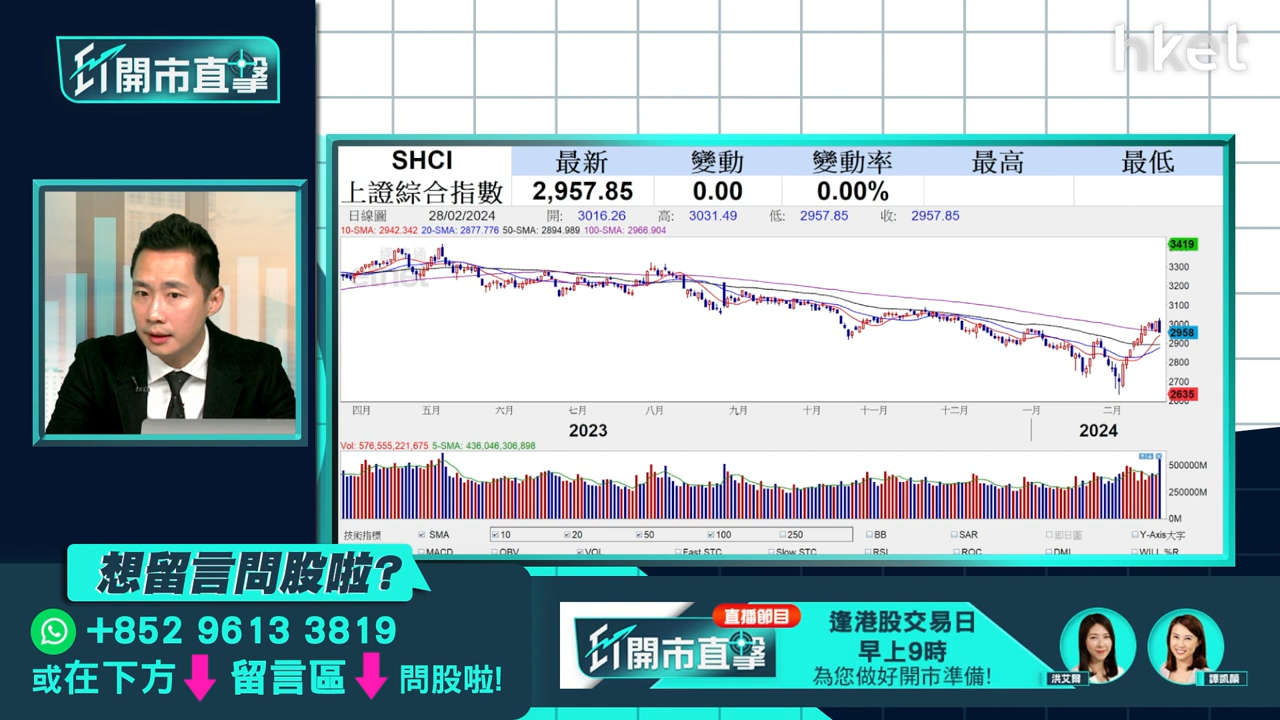 開市直擊
hket
SHCI 最新 變動 變動率 最高 最低
上證綜合指數 2,957.85 0.00 0.00%
日線圖 28/02/2024 開: 3016.26 高: 3031.49 低: 2957.85 收: 2957.85
10-SMA: 2942.342 20-SMA: 2877.776 50-SMA: 2894.989 100-SMA: 2966.904
3419
3300
3200
3100
3000
2958
2900
2800
2700
2635
四月 五月 六月 七月 八月 九月 十月 十一月 十二月 一月 二月
2023 2024
Vol: 576,555,221,675 5-SMA: 436,046,306,898
500000M
250000M
0M
技術指標 SMA 10 20 50 100 250 BB SAR 即日圖 Y-Axis大字
MACD OBV VOL Fast STC Slow STC RSI ROC DMI WILL %R
想留言問股啦?
+852 9613 3819
或在下方 留言區 問股啦!
直播節目
開市直擊
逢港股交易日
早上9時
為您做好開市準備!
洪艾爾 譚凱韻